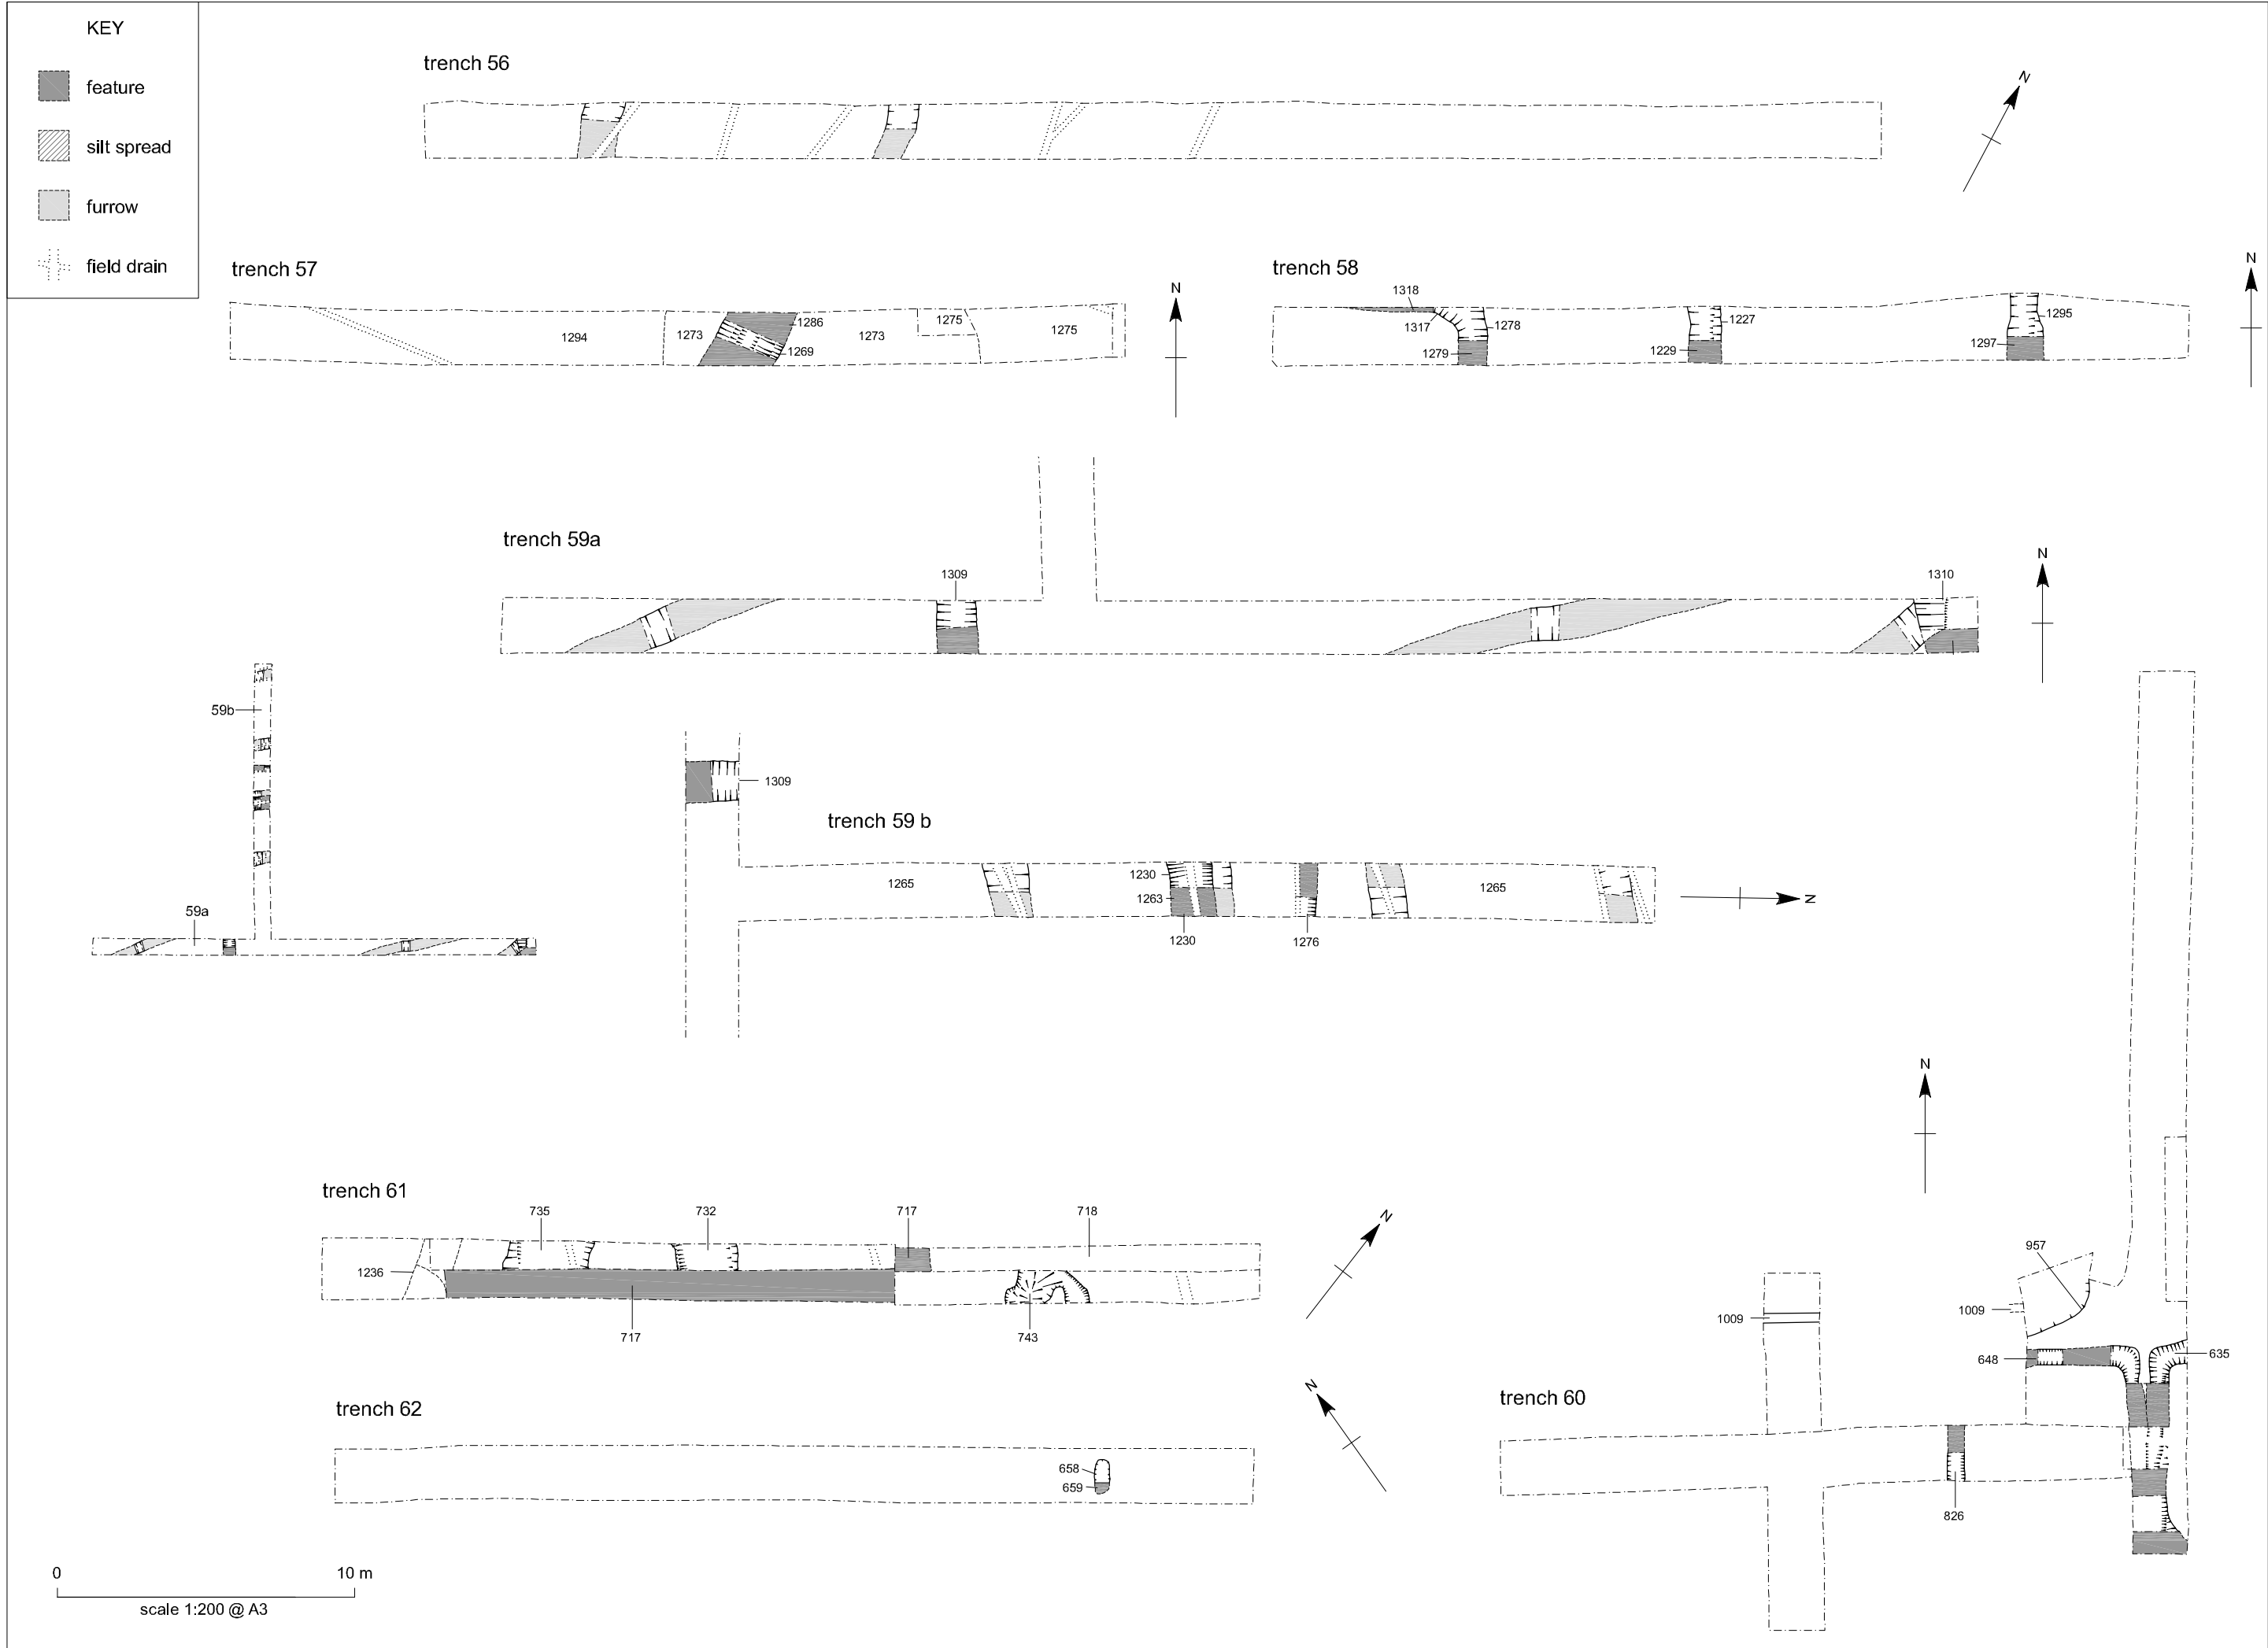 KEY
feature
silt spread
furrow
field drain
trench 56
N
trench 57
1294
1273
1286
1269
1273
1275
1275
N
trench 58
1318
1317
1278
1279
1227
1229
1295
1297
N
trench 59a
1309
1310
N
59b
59a
1309
trench 59 b
1265
1230
1263
1230
1276
1265
N
trench 61
735
732
717
718
1236
717
743
N
trench 62
658
659
N
trench 60
N
957
1009
1009
648
635
826
0 10 m
scale 1:200 @ A3